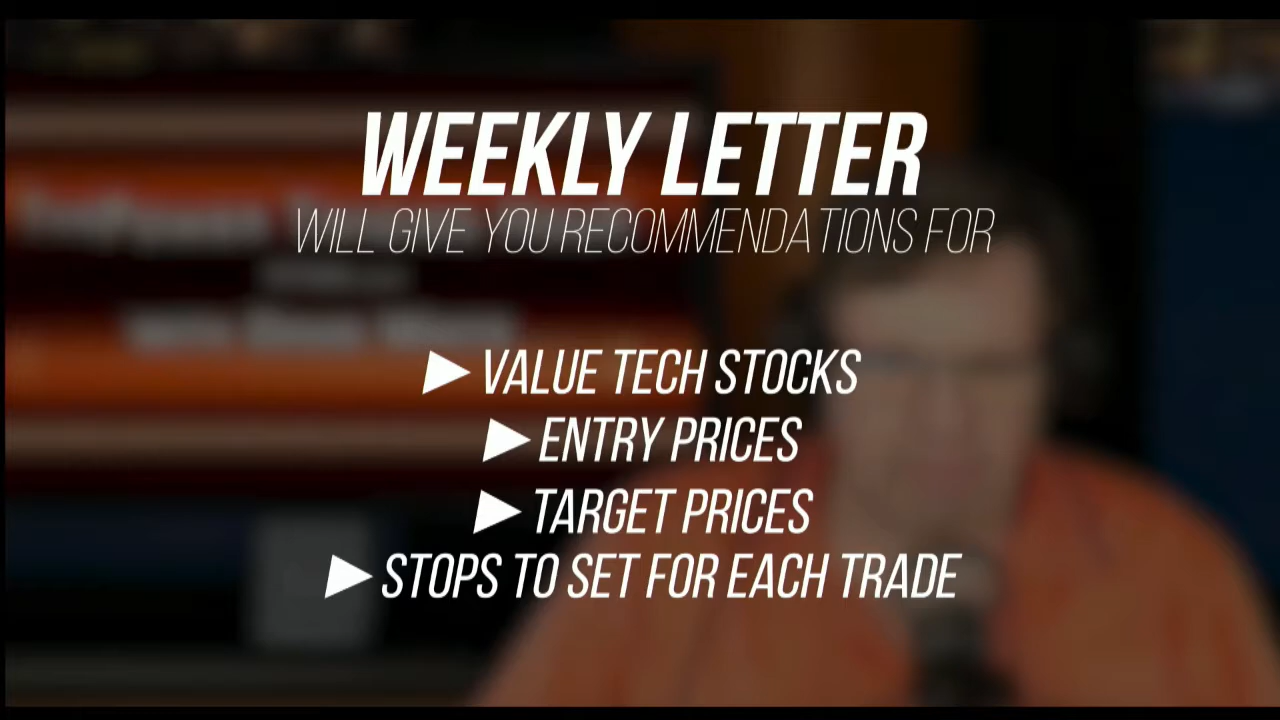 WEEKLY LETTER
WILL GIVE YOU RECOMMENDATIONS FOR
▶ VALUE TECH STOCKS
▶ ENTRY PRICES
▶ TARGET PRICES
▶ STOPS TO SET FOR EACH TRADE